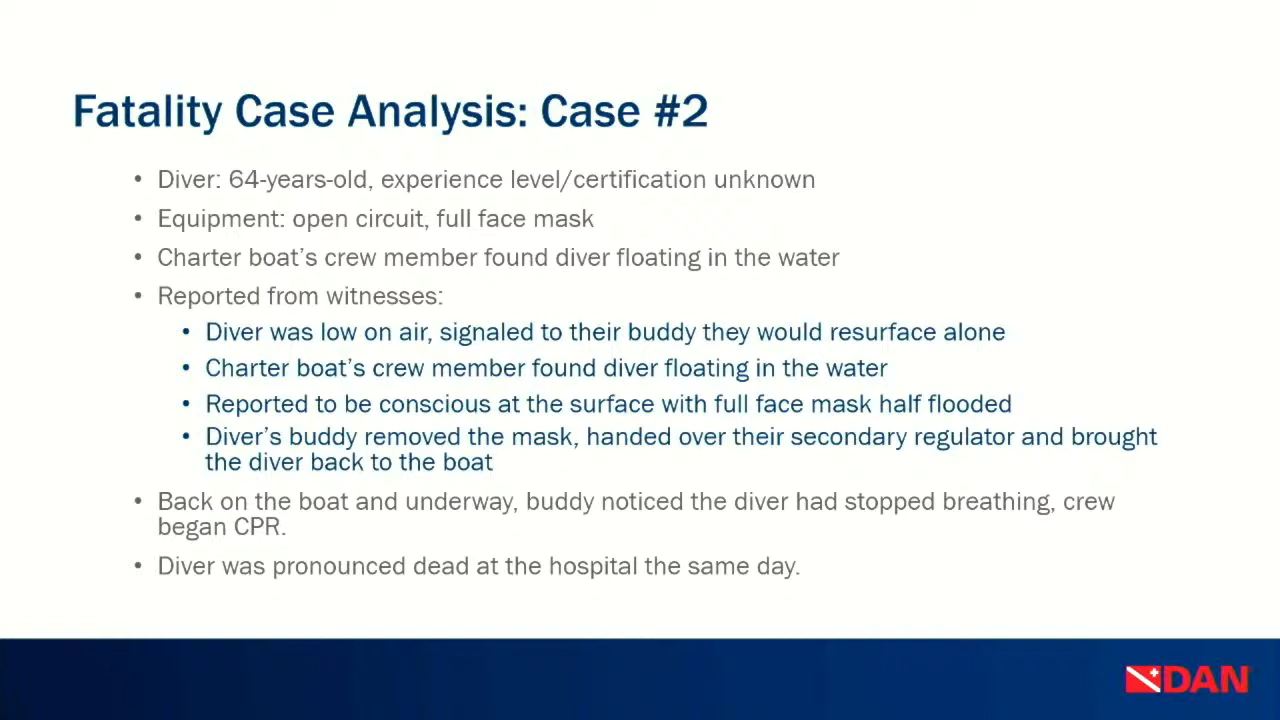 Fatality Case Analysis: Case #2
• Diver: 64-years-old, experience level/certification unknown
• Equipment: open circuit, full face mask
• Charter boat’s crew member found diver floating in the water
• Reported from witnesses:
• Diver was low on air, signaled to their buddy they would resurface alone
• Charter boat’s crew member found diver floating in the water
• Reported to be conscious at the surface with full face mask half flooded
• Diver’s buddy removed the mask, handed over their secondary regulator and brought
the diver back to the boat
• Back on the boat and underway, buddy noticed the diver had stopped breathing, crew
began CPR.
• Diver was pronounced dead at the hospital the same day.
DAN